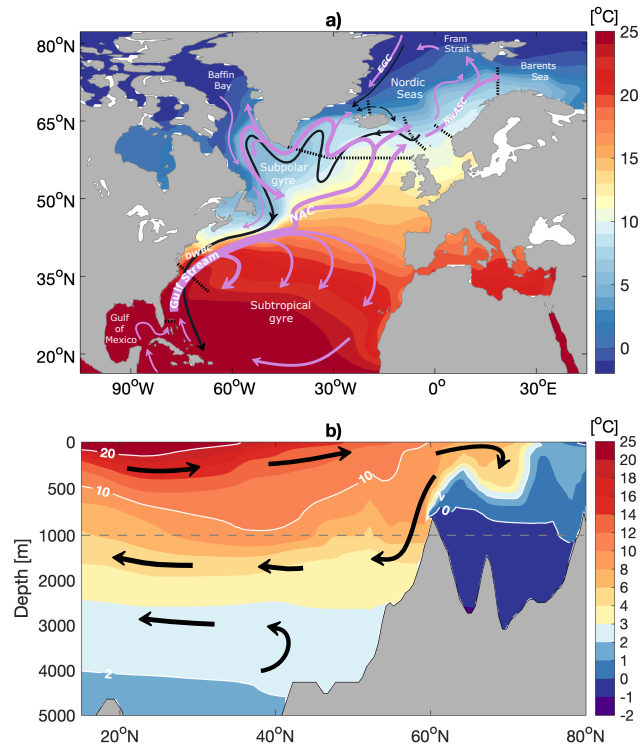 a)
[°C]
80°N
65°N
50°N
35°N
20°N
90°W
60°W
30°W
0°
30°E
25
20
15
10
5
0
Fram
Strait
Barents
Sea
Baffin
Bay
EGC
Nordic
Seas
NwASC
Subpolar
gyre
NAC
DWBC
Gulf Stream
Subtropical
gyre
Gulf
of
Mexico
b)
[°C]
0
500
1000
2000
3000
4000
5000
Depth [m]
20
10
10
2
0
2
20°N
40°N
60°N
80°N
25
20
18
16
14
12
10
8
6
4
3
2
1
0
-1
-2